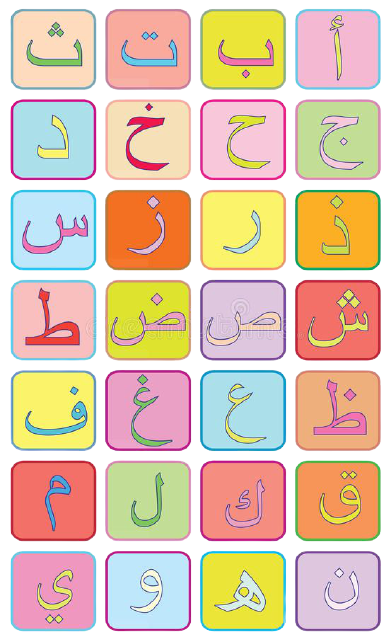 أ ب ت ث
ج ح خ د
ذ ر ز س
ش ص ض ط
ظ ع غ ف
ق ك ل م
ن هـ و ي